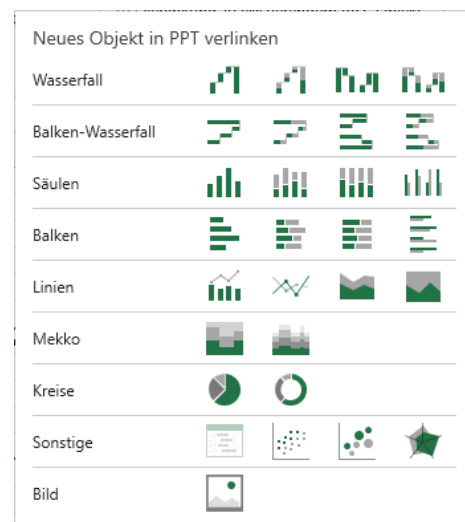 Neues Objekt in PPT verlinken
Wasserfall
Balken-Wasserfall
Säulen
Balken
Linien
Mekko
Kreise
Sonstige
Bild